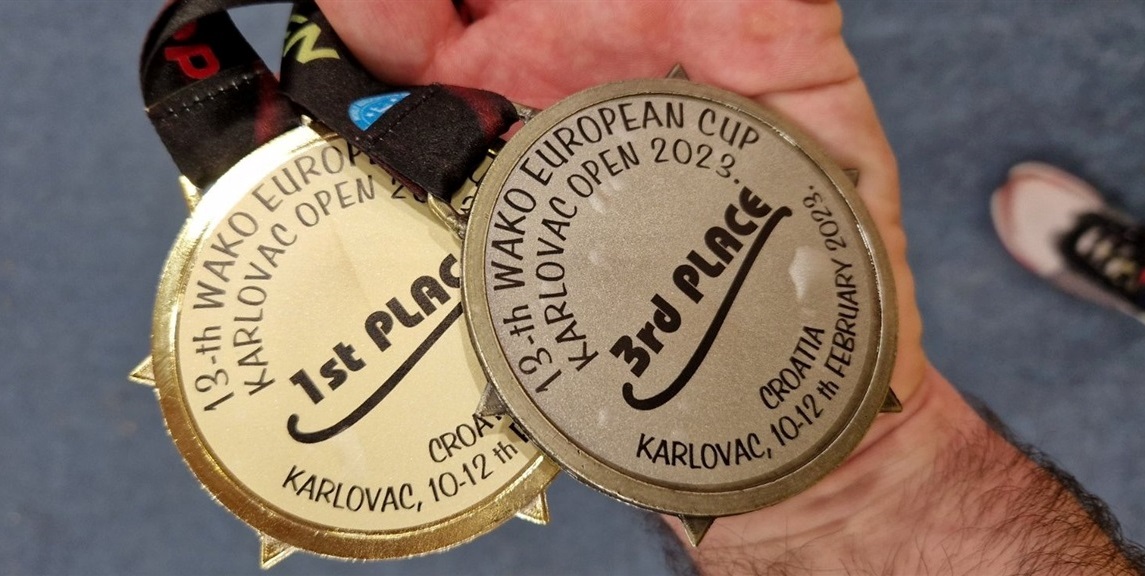 13-th WAKO EUROP
KARLOVAC OPEN 20
1st PLAC
CROA
KARLOVAC, 10-12 th
13-th WAKO EUROPEAN CUP
KARLOVAC OPEN 2023.
3rd PLACE
CROATIA
KARLOVAC, 10-12 th FEBRUARY 2023.